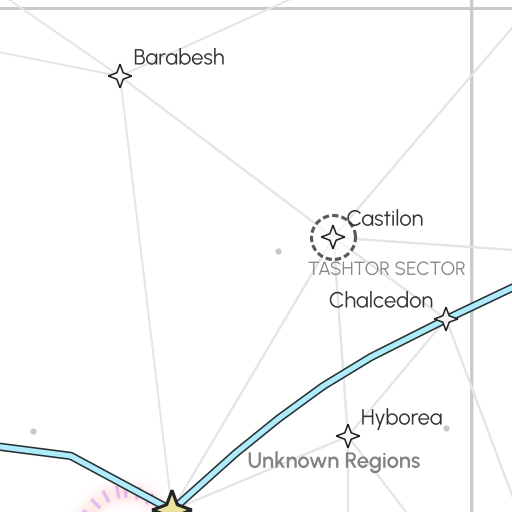 Barabesh
Castilon
TASHTOR SECTOR
Chalcedon
Hyborea
Unknown Regions